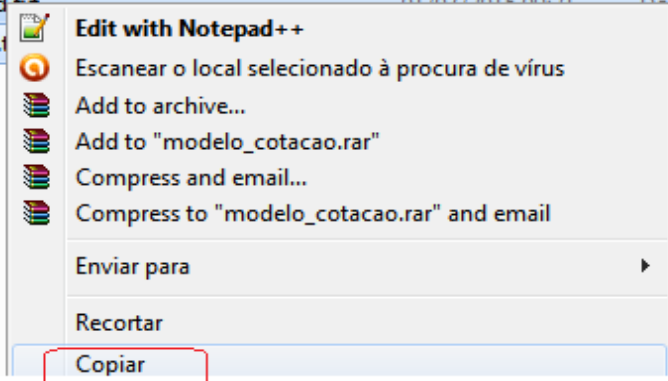 Edit with Notepad++
Escanear o local selecionado à procura de vírus
Add to archive...
Add to "modelo_cotacao.rar"
Compress and email...
Compress to "modelo_cotacao.rar" and email
Enviar para
Recortar
Copiar